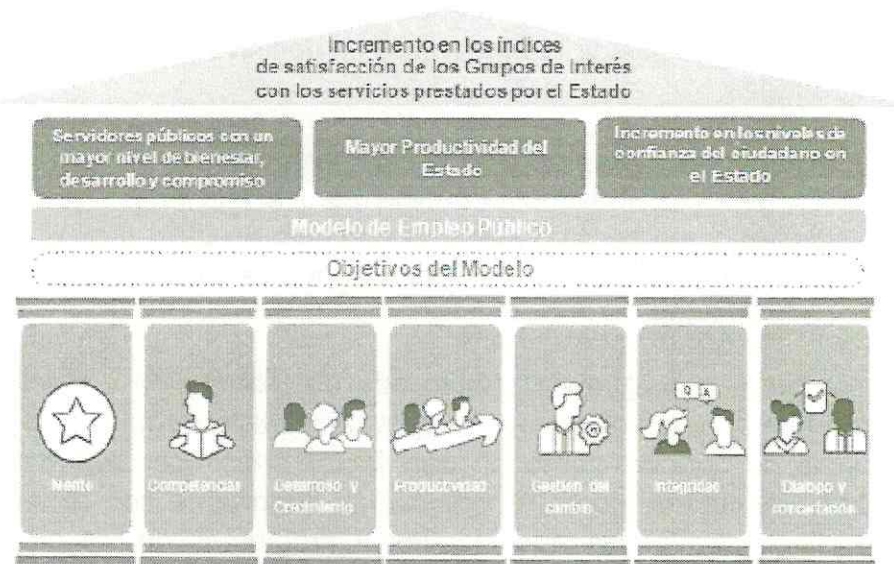 Incremento en los índices
de satisfacción de los Grupos de Interés
con los servicios prestados por el Estado
Servidores públicos con un
mayor nivel de bienestar,
desarrollo y compromiso
Mayor Productividad del
Estado
Incremento en los niveles de
confianza del ciudadano en
el Estado
Modelo de Empleo Público
Objetivos del Modelo
Mérito
Competencias
Desarrollo y
Crecimiento
Productividad
Gestión del
cambio
Q A
Integridad
Diálogo y
concertación